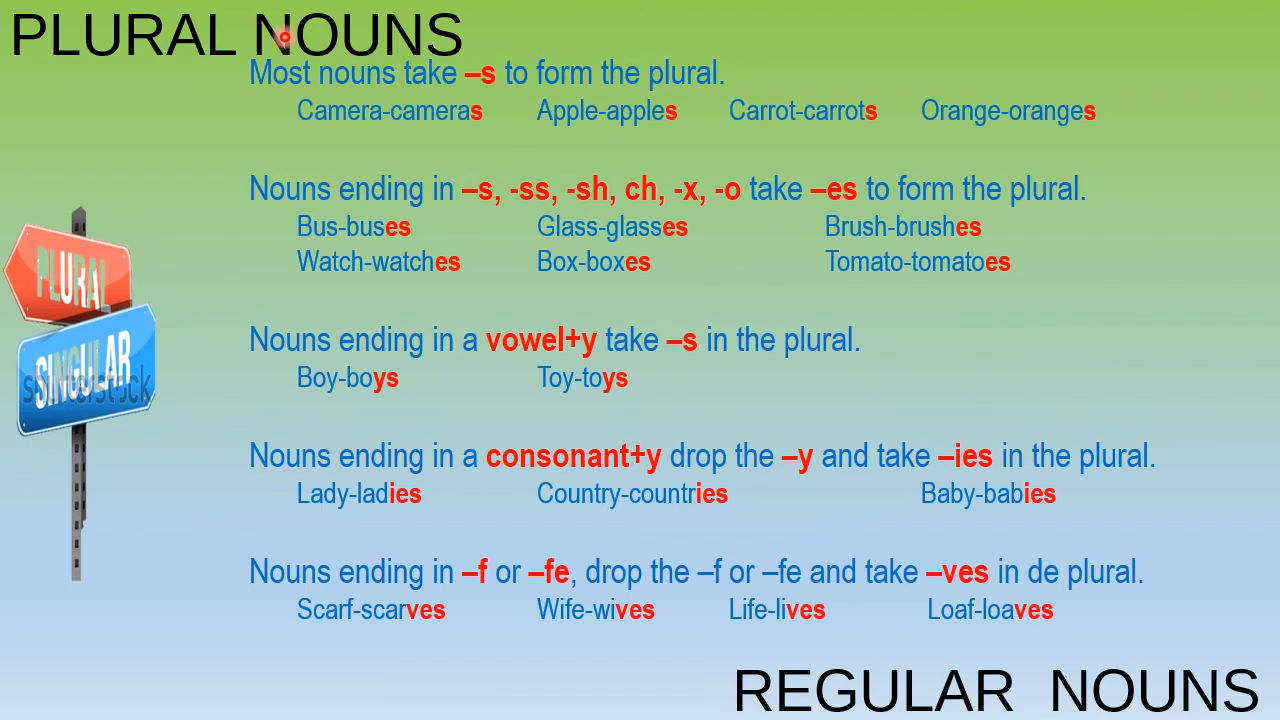 PLURAL NOUNS
Most nouns take –s to form the plural.
Camera-cameras Apple-apples Carrot-carrots Orange-oranges
Nouns ending in –s, -ss, -sh, ch, -x, -o take –es to form the plural.
Bus-buses Glass-glasses Brush-brushes
Watch-watches Box-boxes Tomato-tomatoes
PLURAL
Nouns ending in a vowel+y take –s in the plural.
SINGULAR
shutterstock
Boy-boys Toy-toys
Nouns ending in a consonant+y drop the –y and take –ies in the plural.
Lady-ladies Country-countries Baby-babies
Nouns ending in –f or –fe, drop the –f or –fe and take –ves in de plural.
Scarf-scarves Wife-wives Life-lives Loaf-loaves
REGULAR NOUNS